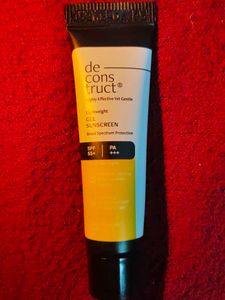 de
cons
truct®
Highly Effective Yet Gentle
Lightweight
GEL
SUNSCREEN
Broad Spectrum Protection
SPF
55+
PA
+++